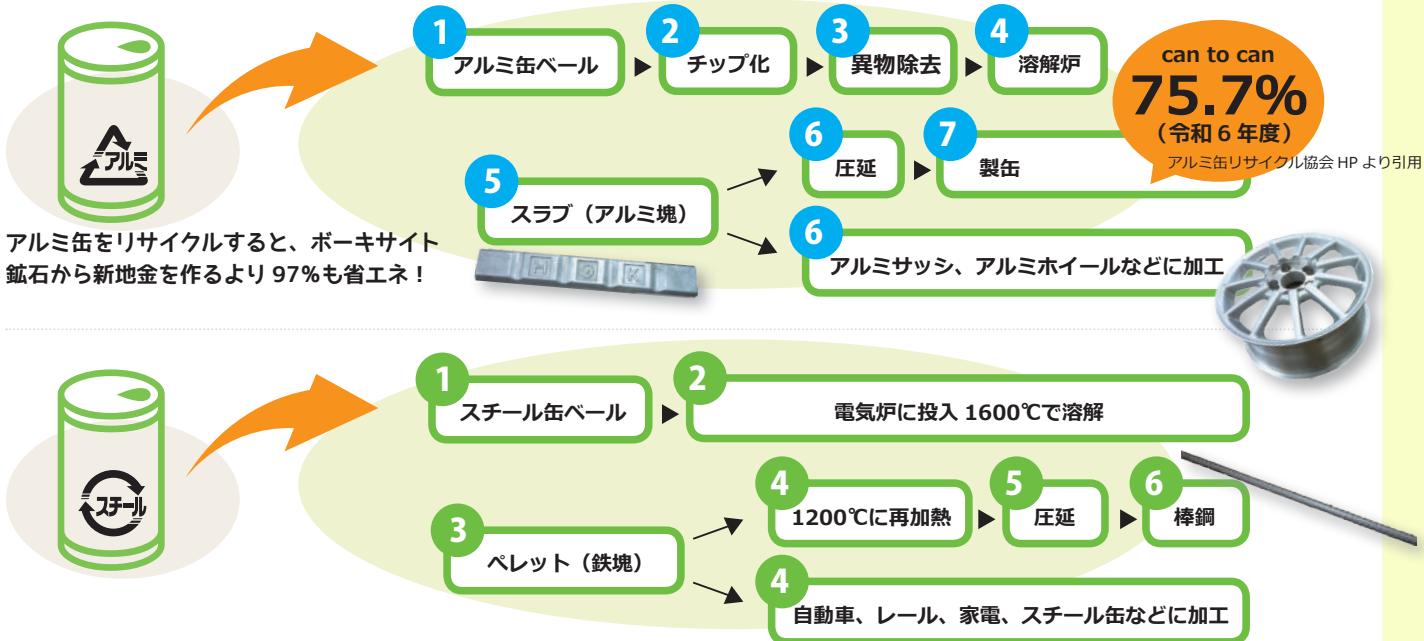 1
アルミ缶ベール
2
チップ化
3
異物除去
4
溶解炉
can to can
75.7%
(令和6年度)
アルミ缶リサイクル協会 HP より引用
アルミ
5
スラブ（アルミ塊）
6
圧延
7
製缶
6
アルミサッシ、アルミホイールなどに加工
HOK
アルミ缶をリサイクルすると、ボーキサイト
鉱石から新地金を作るより 97%も省エネ！
1
スチール缶ベール
2
電気炉に投入 1600℃で溶解
スチール
3
ペレット（鉄塊）
4
1200℃に再加熱
5
圧延
6
棒鋼
4
自動車、レール、家電、スチール缶などに加工